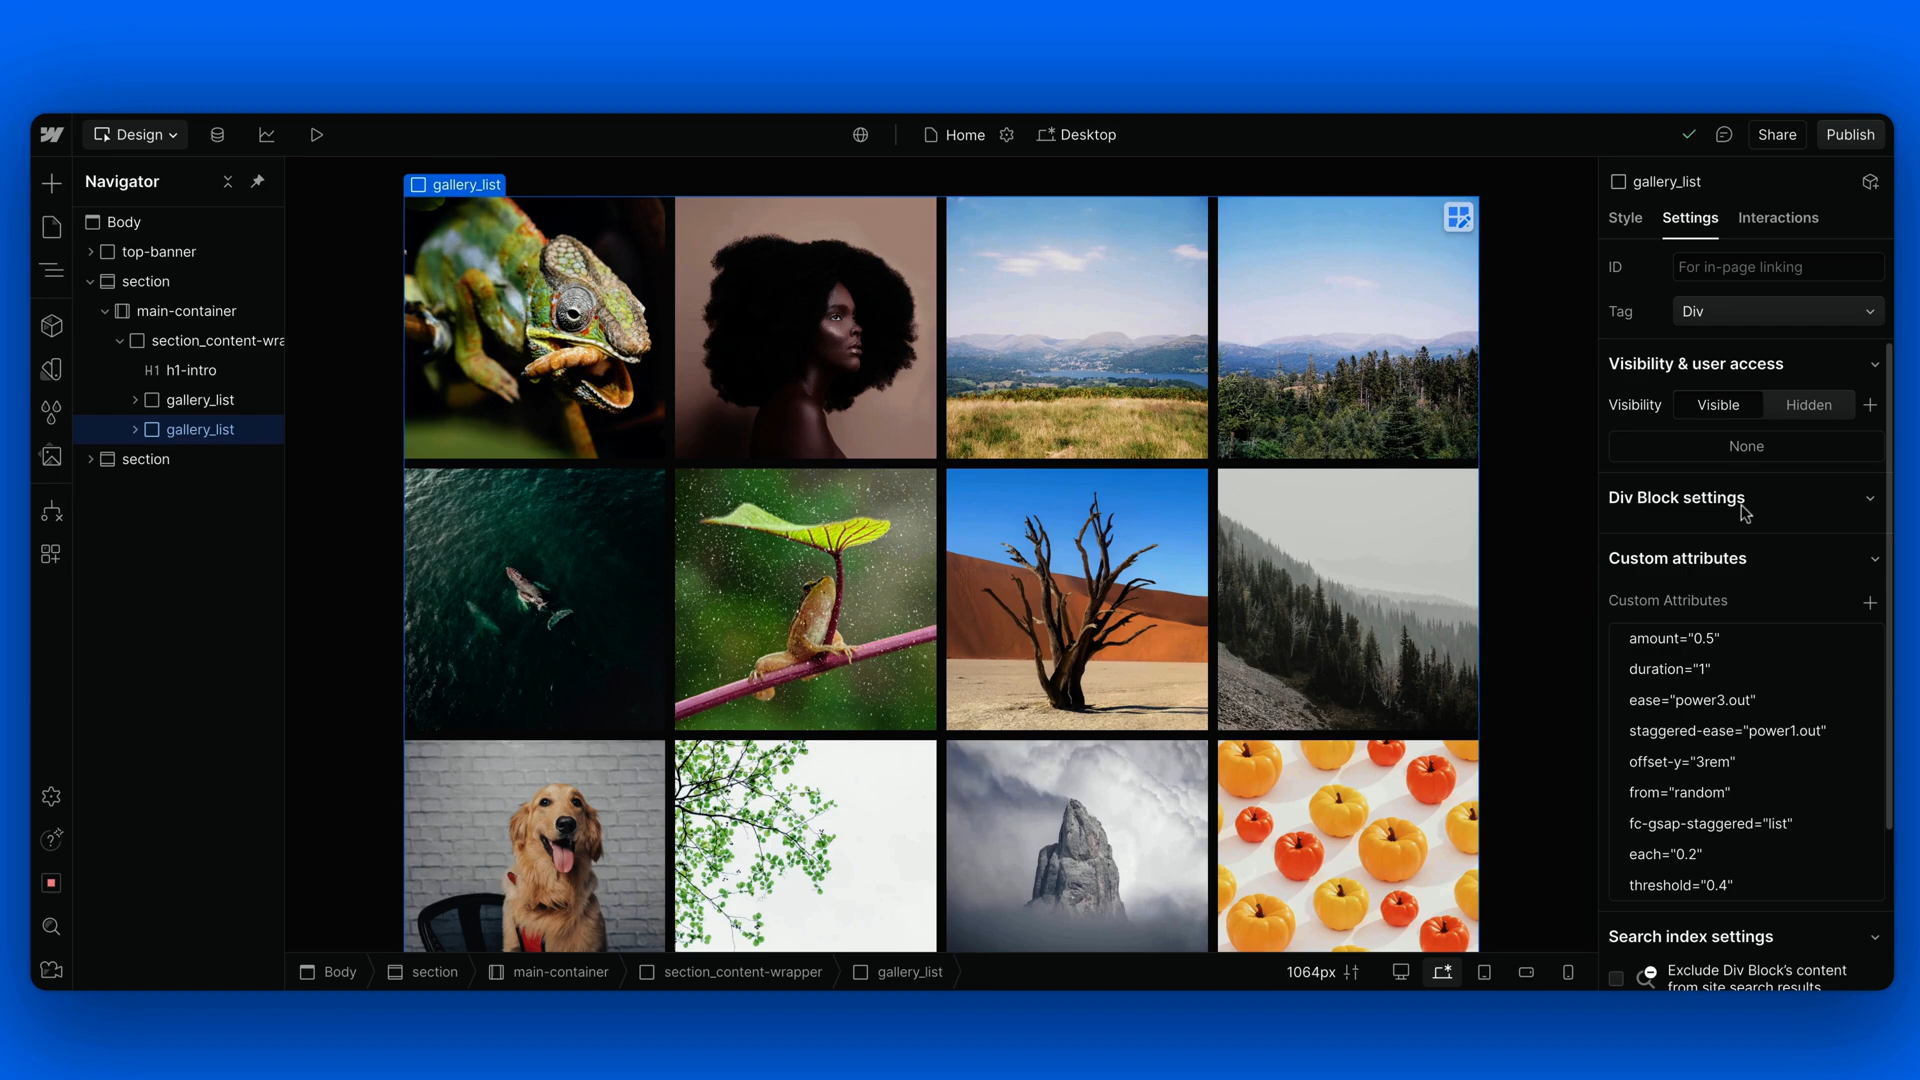 Design
Home
Desktop
Share
Publish
Navigator
Body
top-banner
section
main-container
section_content-wra
H1 h1-intro
gallery_list
gallery_list
section
gallery_list
gallery_list
Style
Settings
Interactions
ID
For in-page linking
Tag
Div
Visibility & user access
Visibility
Visible
Hidden
None
Div Block settings
Custom attributes
Custom Attributes
amount="0.5"
duration="1"
ease="power3.out"
staggered-ease="power1.out"
offset-y="3rem"
from="random"
fc-gsap-staggered="list"
each="0.2"
threshold="0.4"
Search index settings
Exclude Div Block's content
from site search results
Body
section
main-container
section_content-wrapper
gallery_list
1064px